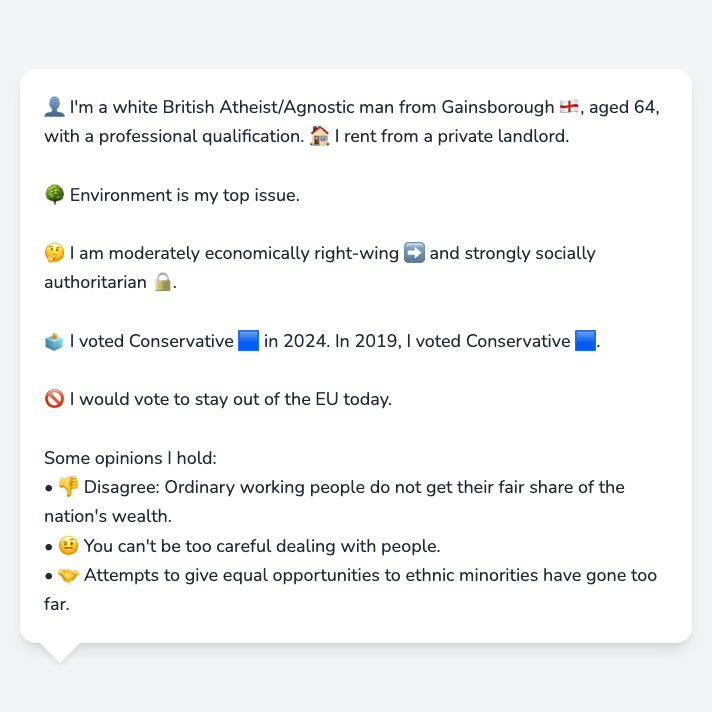 👤 I'm a white British Atheist/Agnostic man from Gainsborough 🏴󠁧󠁢󠁥󠁮󠁧󠁿, aged 64,
with a professional qualification. 🏠 I rent from a private landlord.
🌳 Environment is my top issue.
🤔 I am moderately economically right-wing ➡️ and strongly socially
authoritarian 🔒.
🗳️ I voted Conservative 🟦 in 2024. In 2019, I voted Conservative 🟦.
🚫 I would vote to stay out of the EU today.
Some opinions I hold:
• 👎 Disagree: Ordinary working people do not get their fair share of the
nation's wealth.
• 🤨 You can't be too careful dealing with people.
• 🤝 Attempts to give equal opportunities to ethnic minorities have gone too
far.